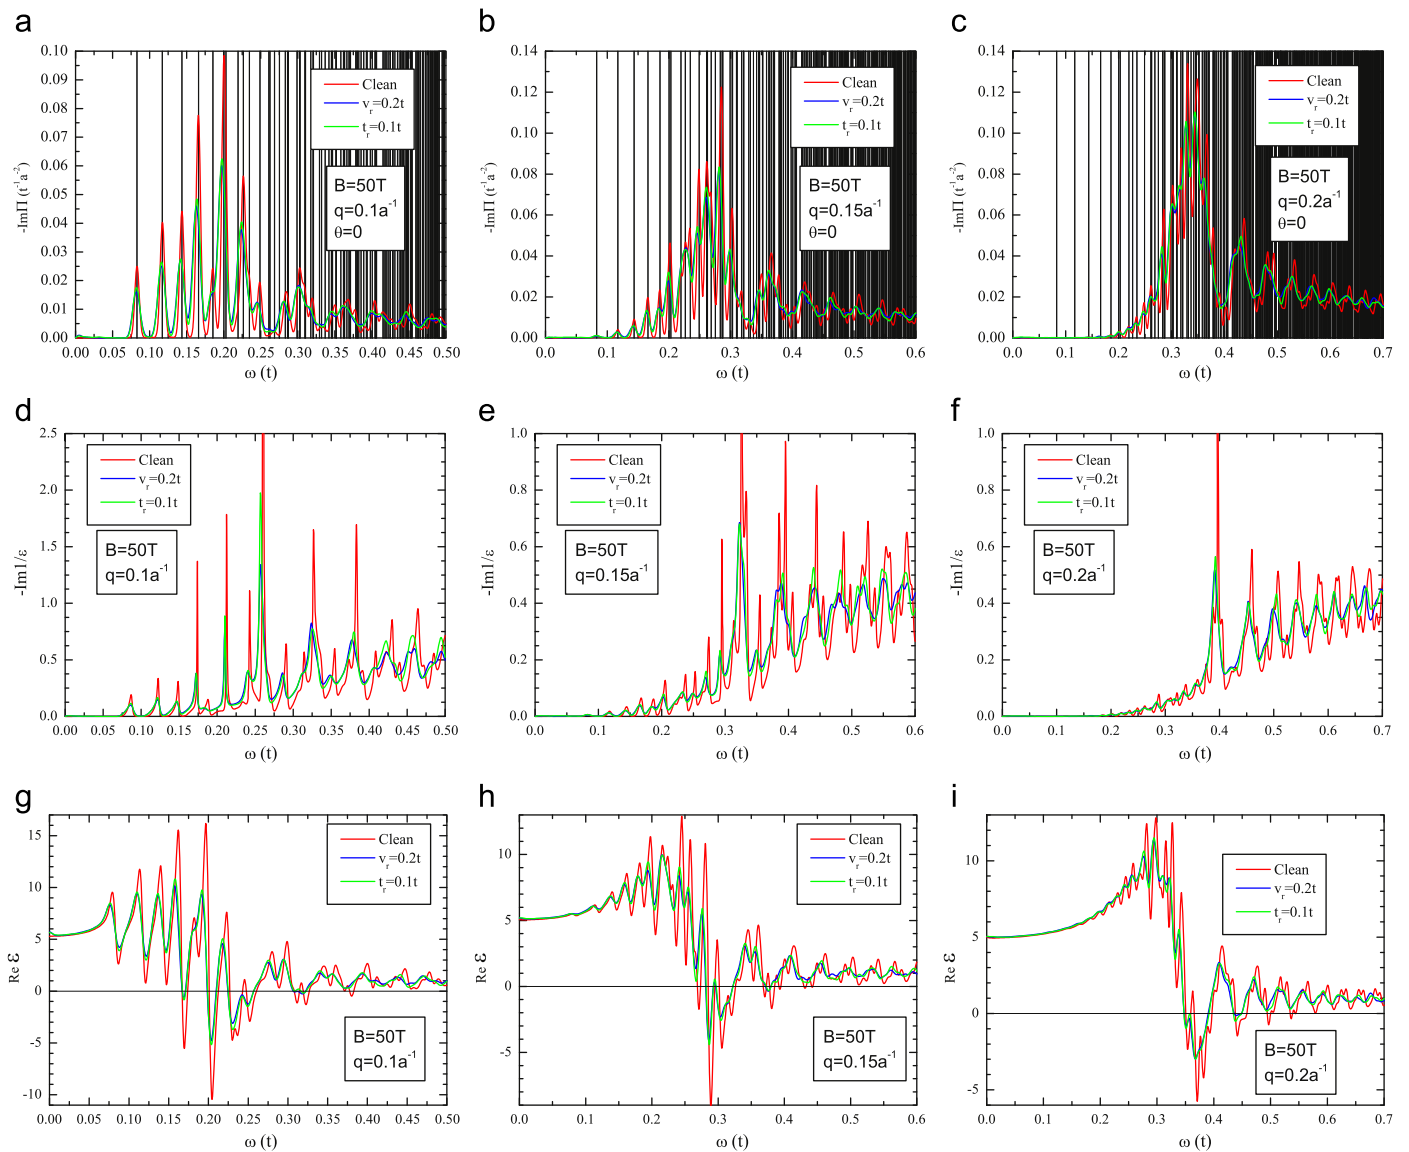 a
-ImΠ (t⁻¹a⁻²)
0.10
0.09
0.08
0.07
0.06
0.05
0.04
0.03
0.02
0.01
0.00
0.00 0.05 0.10 0.15 0.20 0.25 0.30 0.35 0.40 0.45 0.50
ω (t)
Clean
vᵣ=0.2t
tᵣ=0.1t
B=50T
q=0.1a⁻¹
θ=0
b
-ImΠ (t⁻¹a⁻²)
0.14
0.12
0.10
0.08
0.06
0.04
0.02
0.00
0.0 0.1 0.2 0.3 0.4 0.5 0.6
ω (t)
Clean
vᵣ=0.2t
tᵣ=0.1t
B=50T
q=0.15a⁻¹
θ=0
c
-ImΠ (t⁻¹a⁻²)
0.14
0.12
0.10
0.08
0.06
0.04
0.02
0.00
0.0 0.1 0.2 0.3 0.4 0.5 0.6 0.7
ω (t)
Clean
vᵣ=0.2t
tᵣ=0.1t
B=50T
q=0.2a⁻¹
θ=0
d
-Im1/ε
2.5
2.0
1.5
1.0
0.5
0.0
0.00 0.05 0.10 0.15 0.20 0.25 0.30 0.35 0.40 0.45 0.50
ω (t)
Clean
vᵣ=0.2t
tᵣ=0.1t
B=50T
q=0.1a⁻¹
e
-Im1/ε
1.0
0.8
0.6
0.4
0.2
0.0
0.0 0.1 0.2 0.3 0.4 0.5 0.6
ω (t)
Clean
vᵣ=0.2t
tᵣ=0.1t
B=50T
q=0.15a⁻¹
f
-Im1/ε
1.0
0.8
0.6
0.4
0.2
0.0
0.0 0.1 0.2 0.3 0.4 0.5 0.6 0.7
ω (t)
Clean
vᵣ=0.2t
tᵣ=0.1t
B=50T
q=0.2a⁻¹
g
Re ε
15
10
5
0
-5
-10
0.00 0.05 0.10 0.15 0.20 0.25 0.30 0.35 0.40 0.45 0.50
ω (t)
Clean
vᵣ=0.2t
tᵣ=0.1t
B=50T
q=0.1a⁻¹
h
Re ε
10
5
0
-5
0.0 0.1 0.2 0.3 0.4 0.5 0.6
ω (t)
Clean
vᵣ=0.2t
tᵣ=0.1t
B=50T
q=0.15a⁻¹
i
Re ε
10
5
0
-5
0.0 0.1 0.2 0.3 0.4 0.5 0.6 0.7
ω (t)
Clean
vᵣ=0.2t
tᵣ=0.1t
B=50T
q=0.2a⁻¹